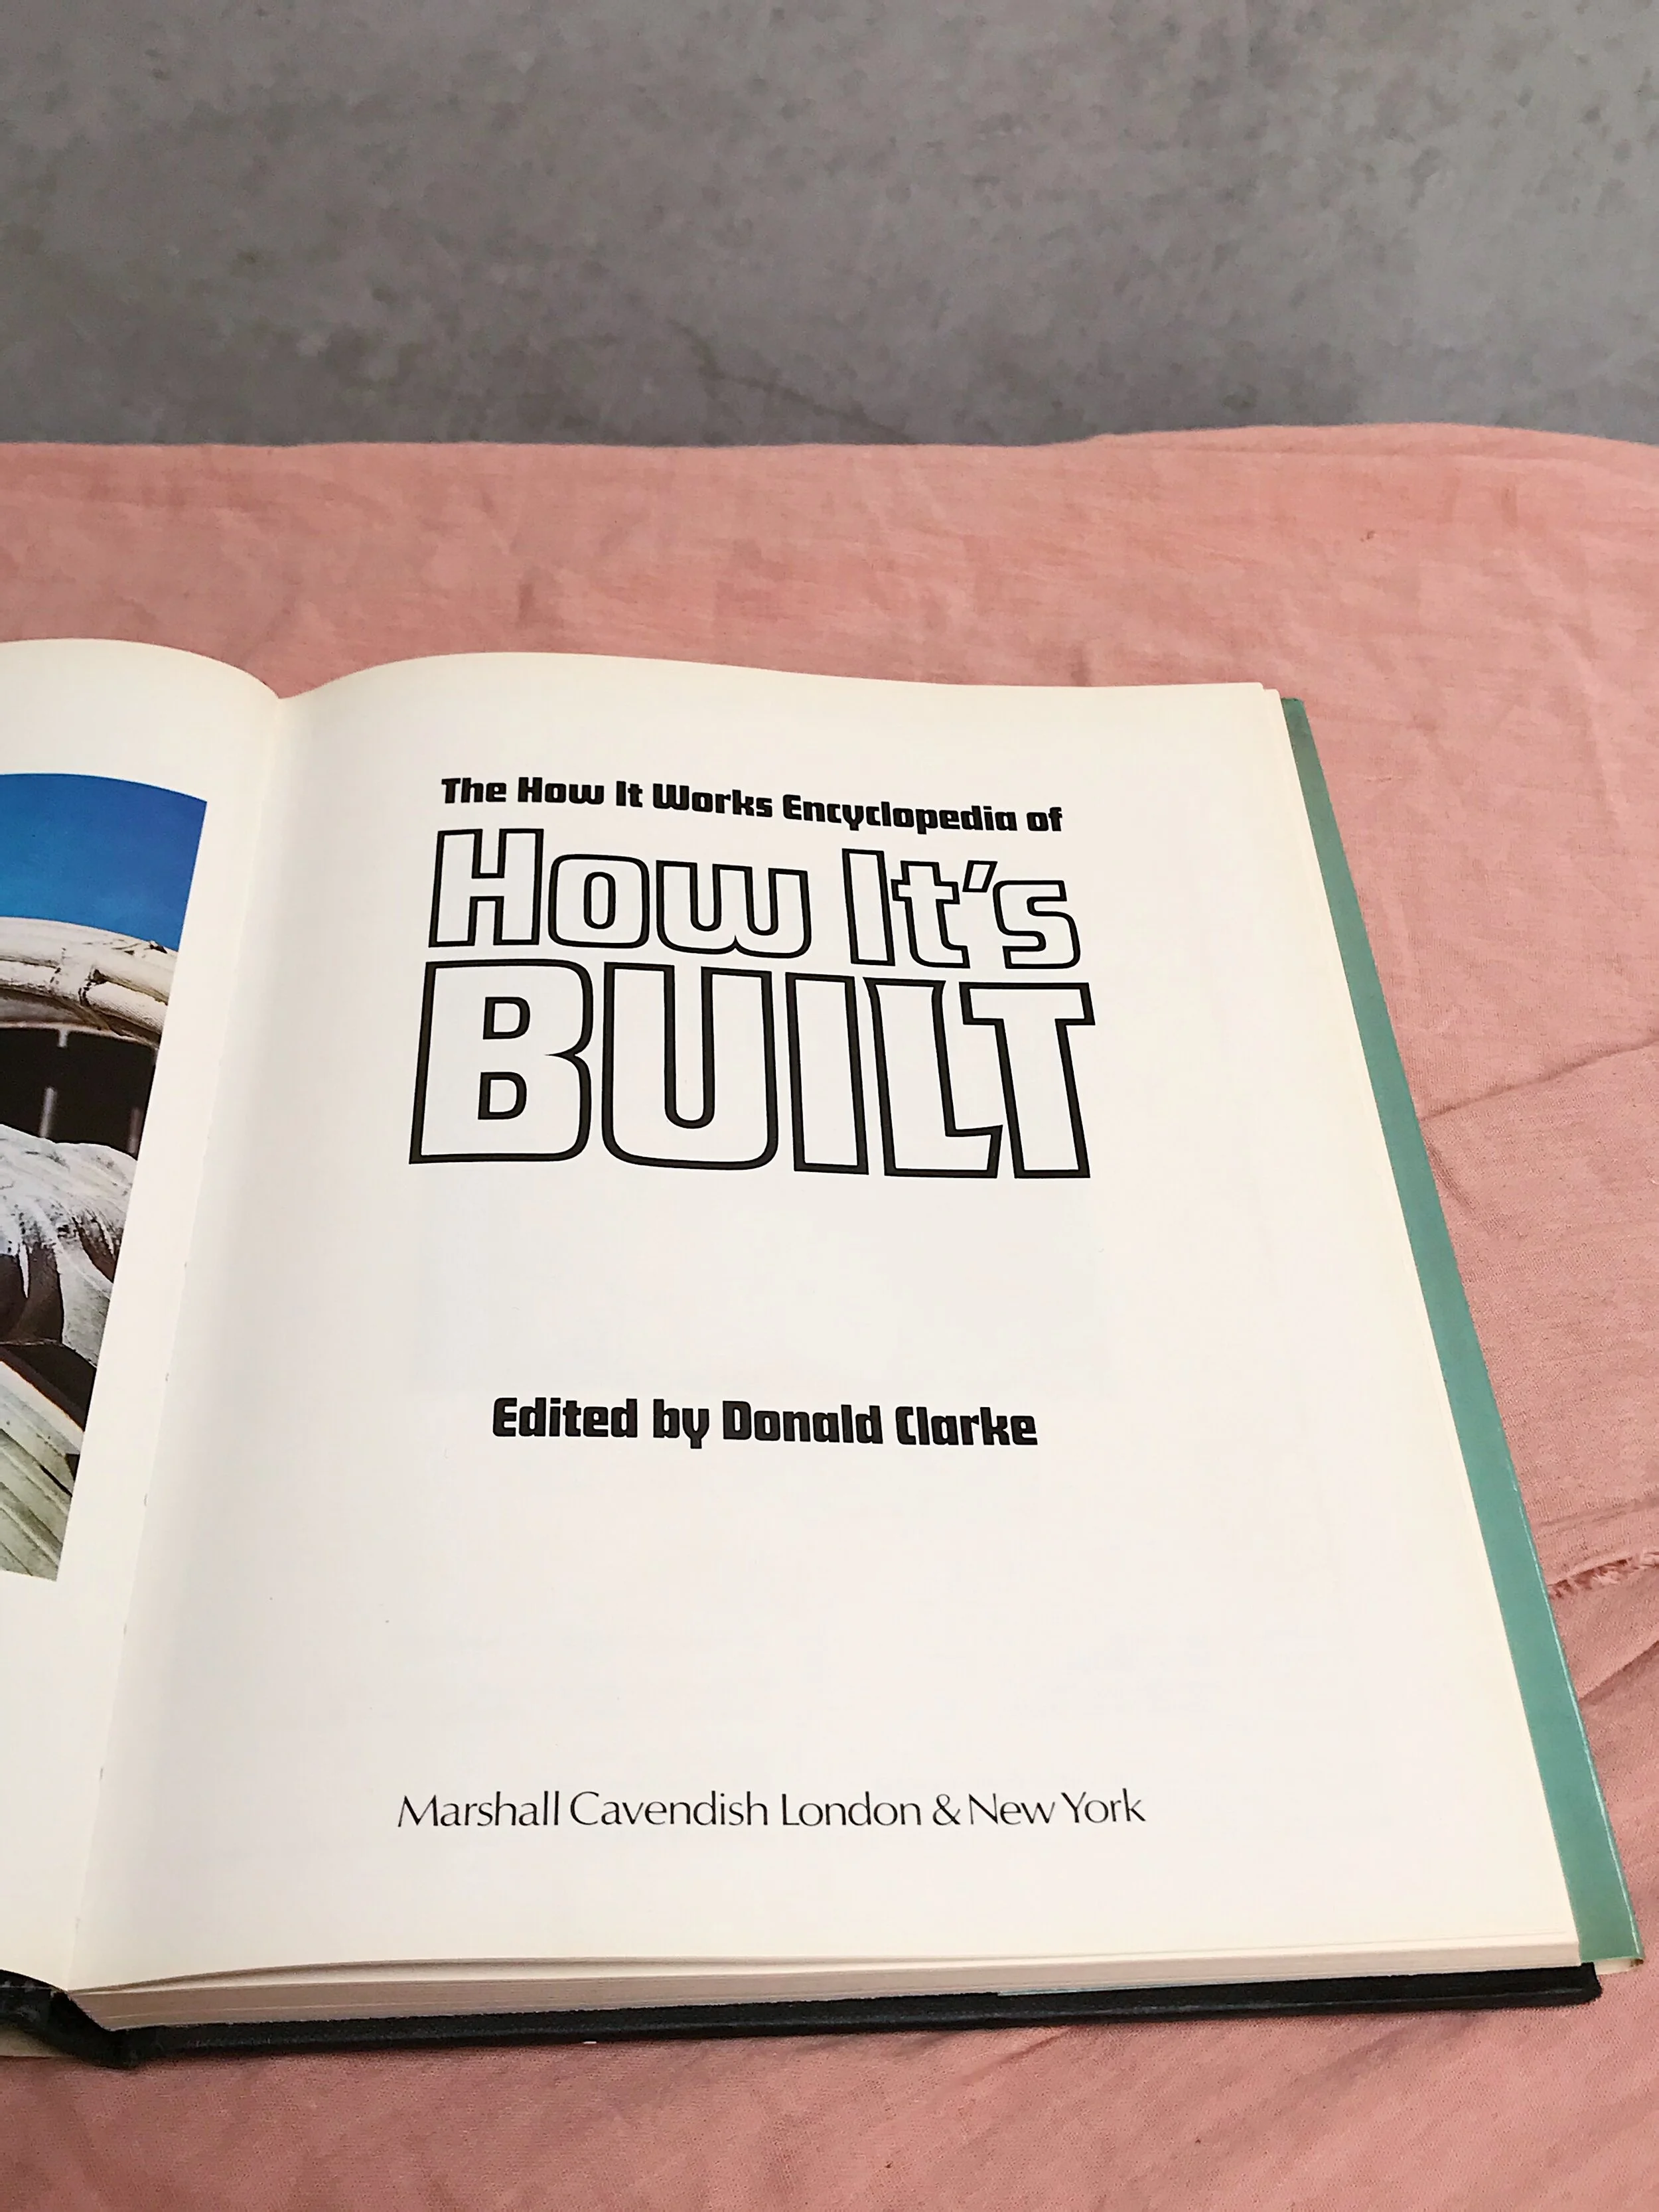 The How It Works Encyclopedia of
How It's
BUILT
Edited by Donald Clarke
Marshall Cavendish London & New York